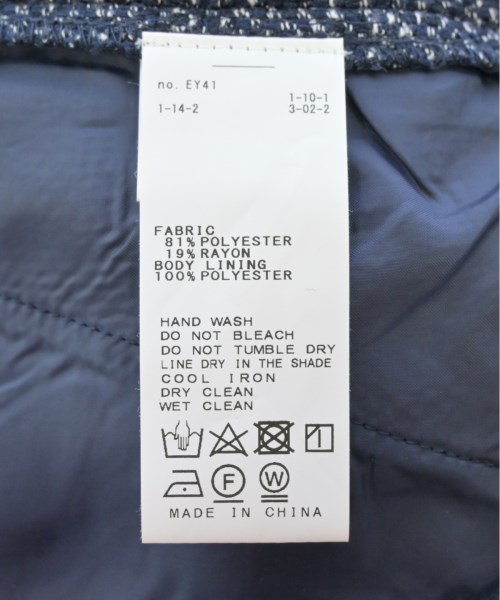 no. EY41
1-10-1
1-14-2
3-02-2
FABRIC
81% POLYESTER
19% RAYON
BODY LINING
100% POLYESTER
HAND WASH
DO NOT BLEACH
DO NOT TUMBLE DRY
LINE DRY IN THE SHADE
COOL IRON
DRY CLEAN
WET CLEAN
F W
MADE IN CHINA